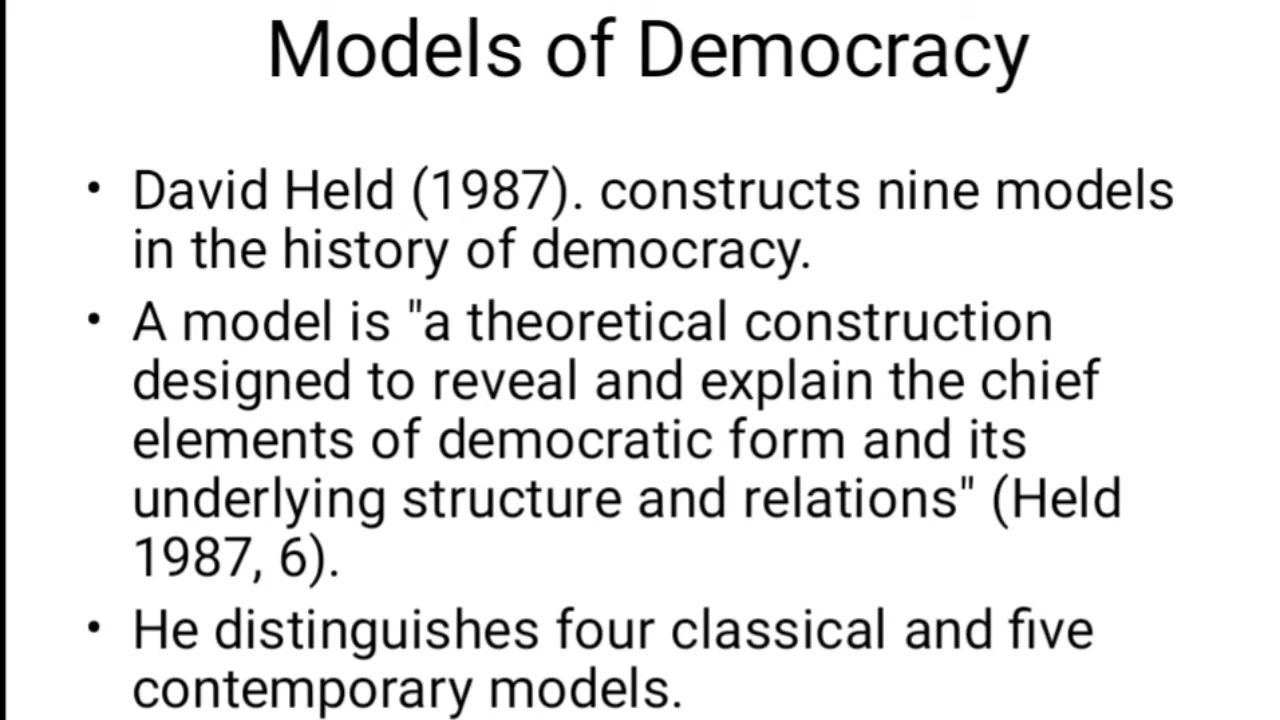 Models of Democracy
• David Held (1987). constructs nine models
in the history of democracy.
• A model is "a theoretical construction
designed to reveal and explain the chief
elements of democratic form and its
underlying structure and relations" (Held
1987, 6).
• He distinguishes four classical and five
contemporary models.